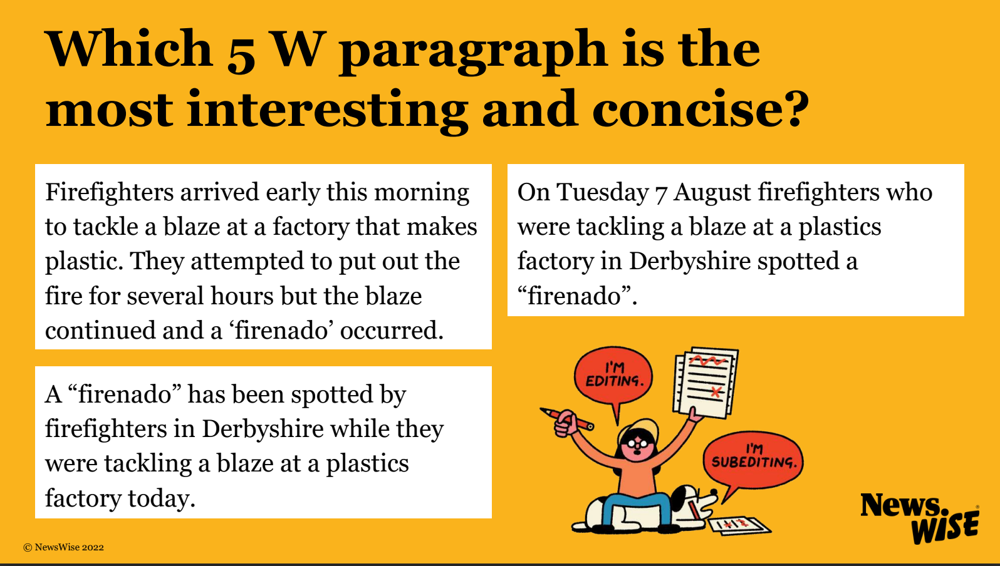 Which 5 W paragraph is the
most interesting and concise?
Firefighters arrived early this morning
to tackle a blaze at a factory that makes
plastic. They attempted to put out the
fire for several hours but the blaze
continued and a ‘firenado’ occurred.
On Tuesday 7 August firefighters who
were tackling a blaze at a plastics
factory in Derbyshire spotted a
“firenado”.
A “firenado” has been spotted by
firefighters in Derbyshire while they
were tackling a blaze at a plastics
factory today.
I'M
EDITING.
I'M
SUBEDITING.
News.
WISE®
© NewsWise 2022